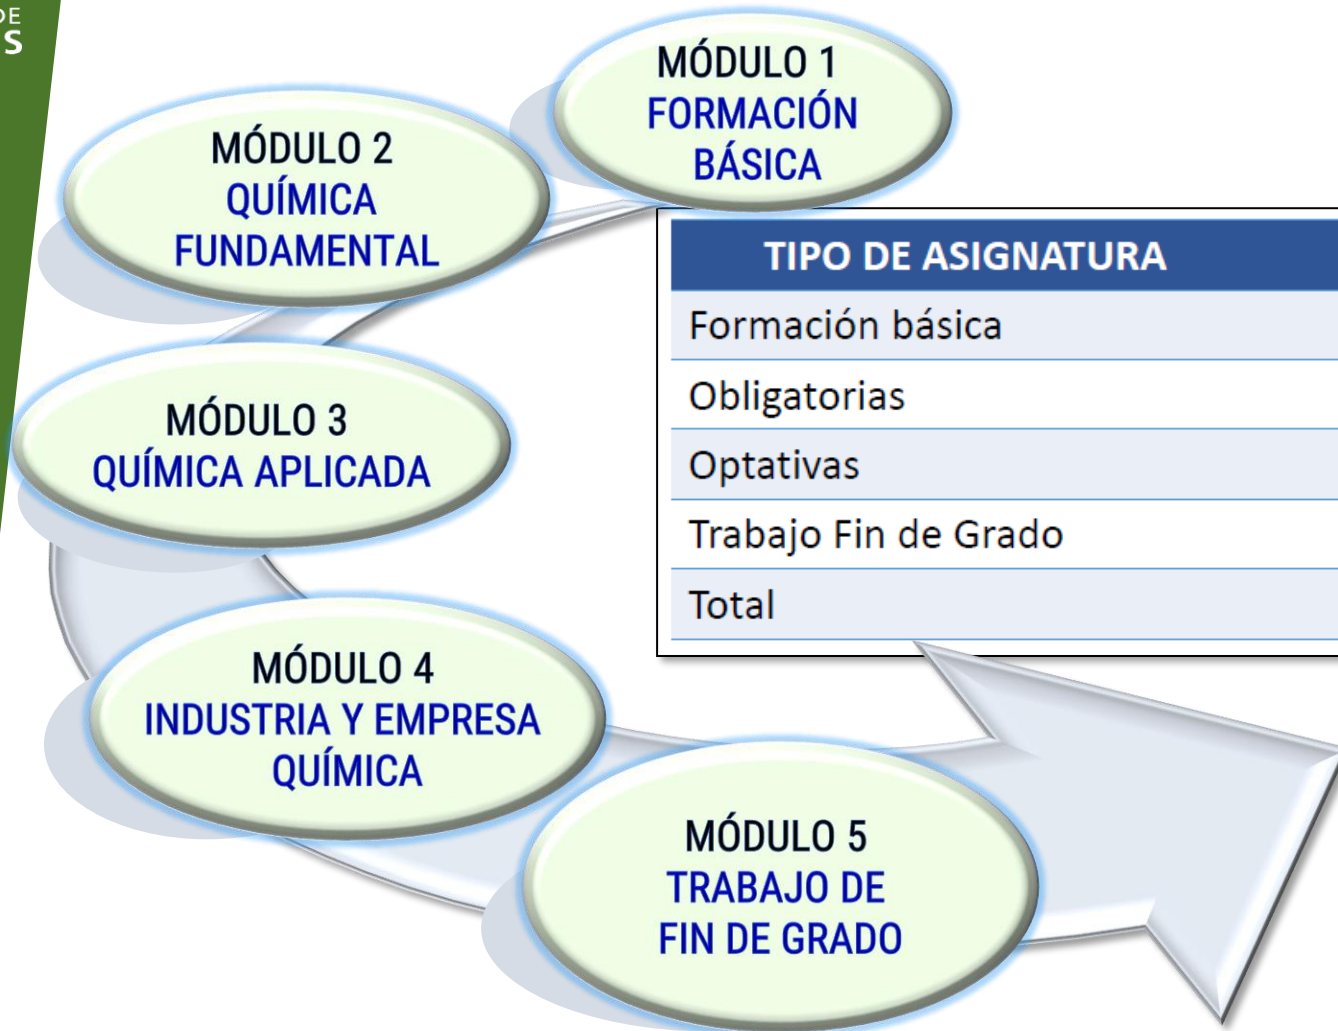 DE
S
MÓDULO 1
FORMACIÓN
BÁSICA
MÓDULO 2
QUÍMICA
FUNDAMENTAL
MÓDULO 3
QUÍMICA APLICADA
MÓDULO 4
INDUSTRIA Y EMPRESA
QUÍMICA
MÓDULO 5
TRABAJO DE
FIN DE GRADO
TIPO DE ASIGNATURA
Formación básica
Obligatorias
Optativas
Trabajo Fin de Grado
Total